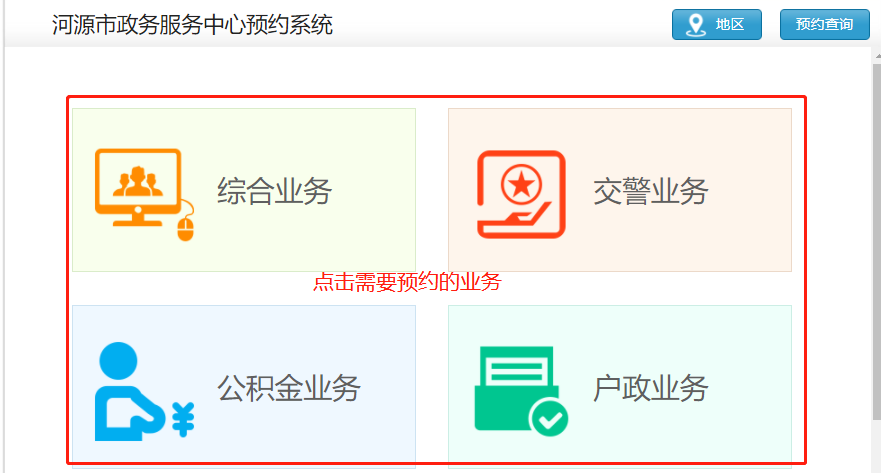 河源市政务服务中心预约系统
地区
预约查询
综合业务
交警业务
点击需要预约的业务
公积金业务
户政业务